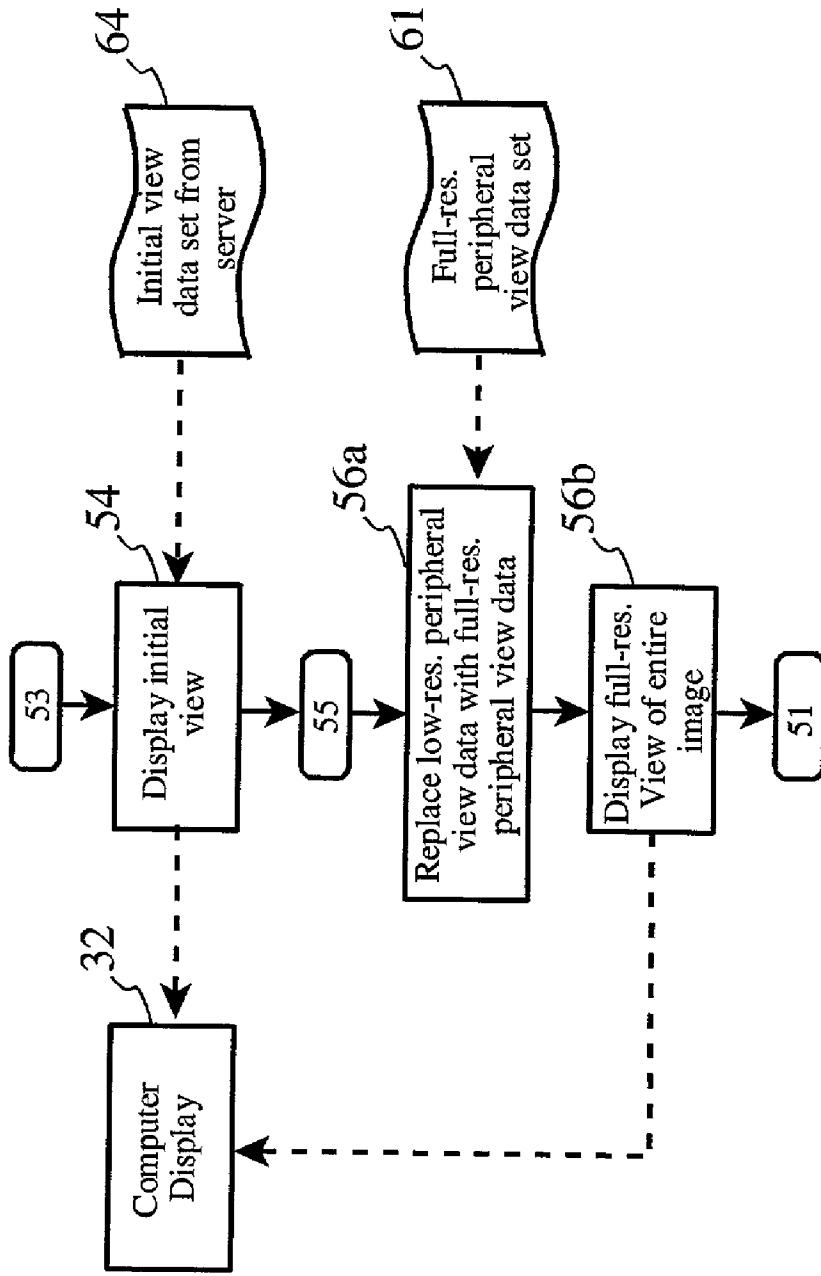 53
54
Display initial
view
64
Initial view
data set from
server
32
Computer
Display
55
56a
Replace low-res. peripheral
view data with full-res.
peripheral view data
61
Full-res.
peripheral
view data set
56b
Display full-res.
View of entire
image
51